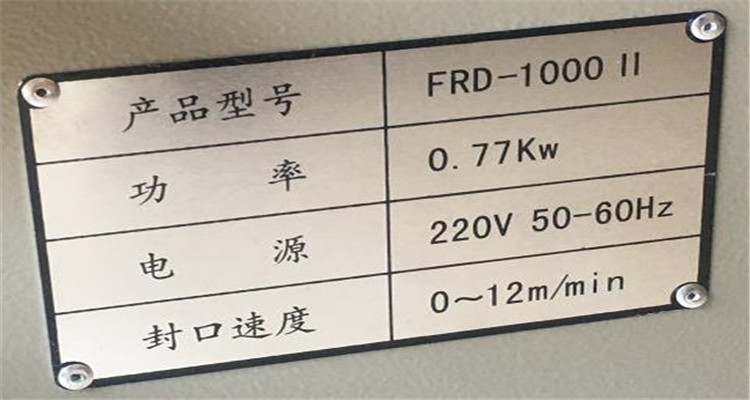 产品型号 FRD-1000 II
功率 0.77Kw
电源 220V 50-60Hz
封口速度 0～12m/min